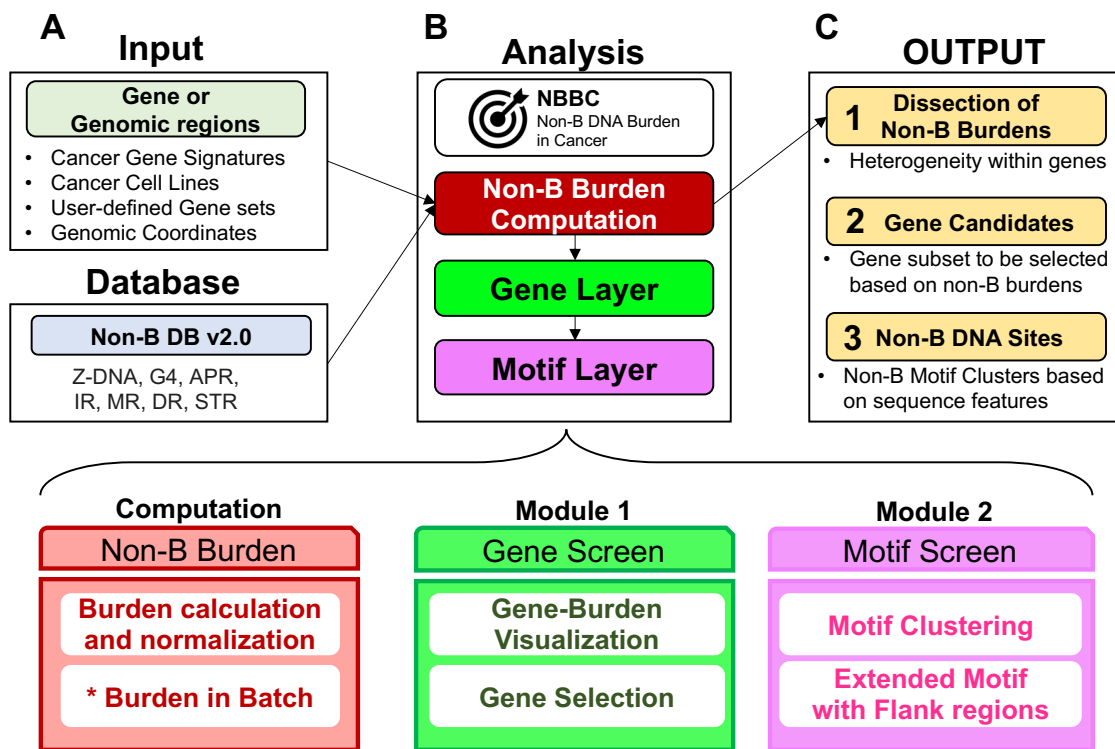 A
Input
Gene or
Genomic regions
• Cancer Gene Signatures
• Cancer Cell Lines
• User-defined Gene sets
• Genomic Coordinates
Database
Non-B DB v2.0
Z-DNA, G4, APR,
IR, MR, DR, STR
B
Analysis
NBBC
Non-B DNA Burden
in Cancer
Non-B Burden
Computation
Gene Layer
Motif Layer
C
OUTPUT
1 Dissection of
Non-B Burdens
• Heterogeneity within genes
2 Gene Candidates
• Gene subset to be selected
based on non-B burdens
3 Non-B DNA Sites
• Non-B Motif Clusters based
on sequence features
Computation
Non-B Burden
Burden calculation
and normalization
* Burden in Batch
Module 1
Gene Screen
Gene-Burden
Visualization
Gene Selection
Module 2
Motif Screen
Motif Clustering
Extended Motif
with Flank regions